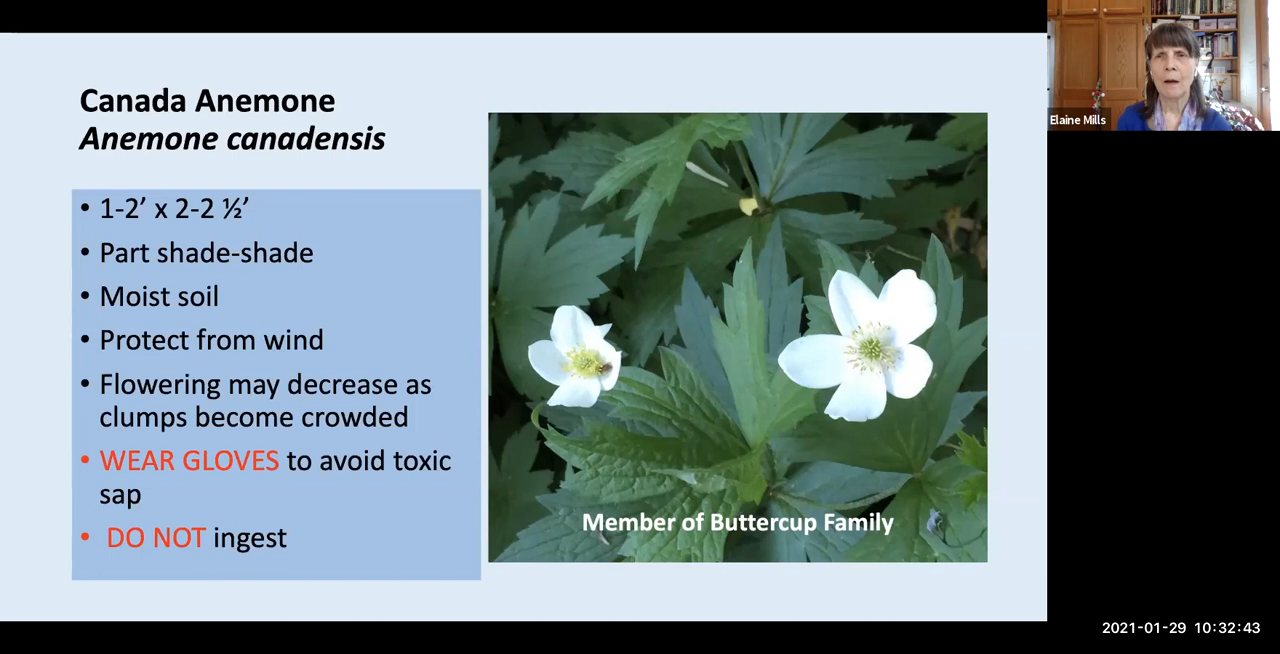 Canada Anemone
Anemone canadensis
• 1-2’ x 2-2 ½’
• Part shade-shade
• Moist soil
• Protect from wind
• Flowering may decrease as
clumps become crowded
• WEAR GLOVES to avoid toxic
sap
• DO NOT ingest
Member of Buttercup Family
Elaine Mills
2021-01-29 10:32:43